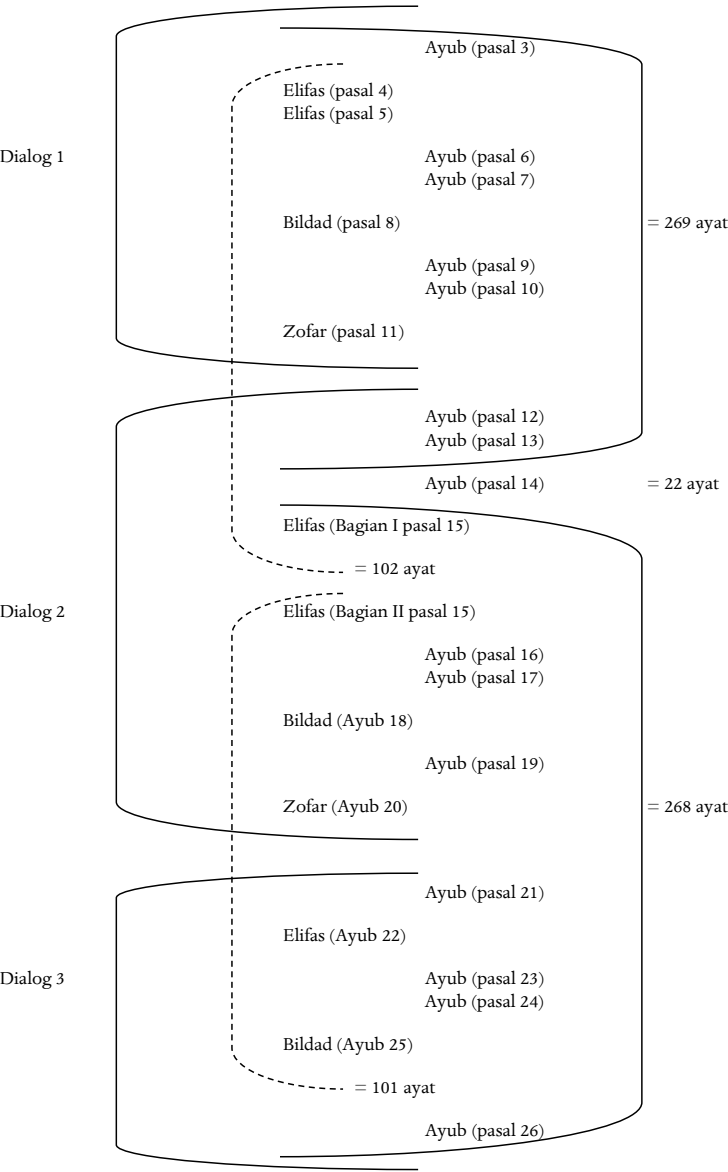 Ayub (pasal 3)
Elifas (pasal 4)
Elifas (pasal 5)
Dialog 1
Ayub (pasal 6)
Ayub (pasal 7)
Bildad (pasal 8)
= 269 ayat
Ayub (pasal 9)
Ayub (pasal 10)
Zofar (pasal 11)
Ayub (pasal 12)
Ayub (pasal 13)
Ayub (pasal 14)
= 22 ayat
Elifas (Bagian I pasal 15)
= 102 ayat
Dialog 2
Elifas (Bagian II pasal 15)
Ayub (pasal 16)
Ayub (pasal 17)
Bildad (Ayub 18)
Ayub (pasal 19)
Zofar (Ayub 20)
= 268 ayat
Ayub (pasal 21)
Elifas (Ayub 22)
Dialog 3
Ayub (pasal 23)
Ayub (pasal 24)
Bildad (Ayub 25)
= 101 ayat
Ayub (pasal 26)